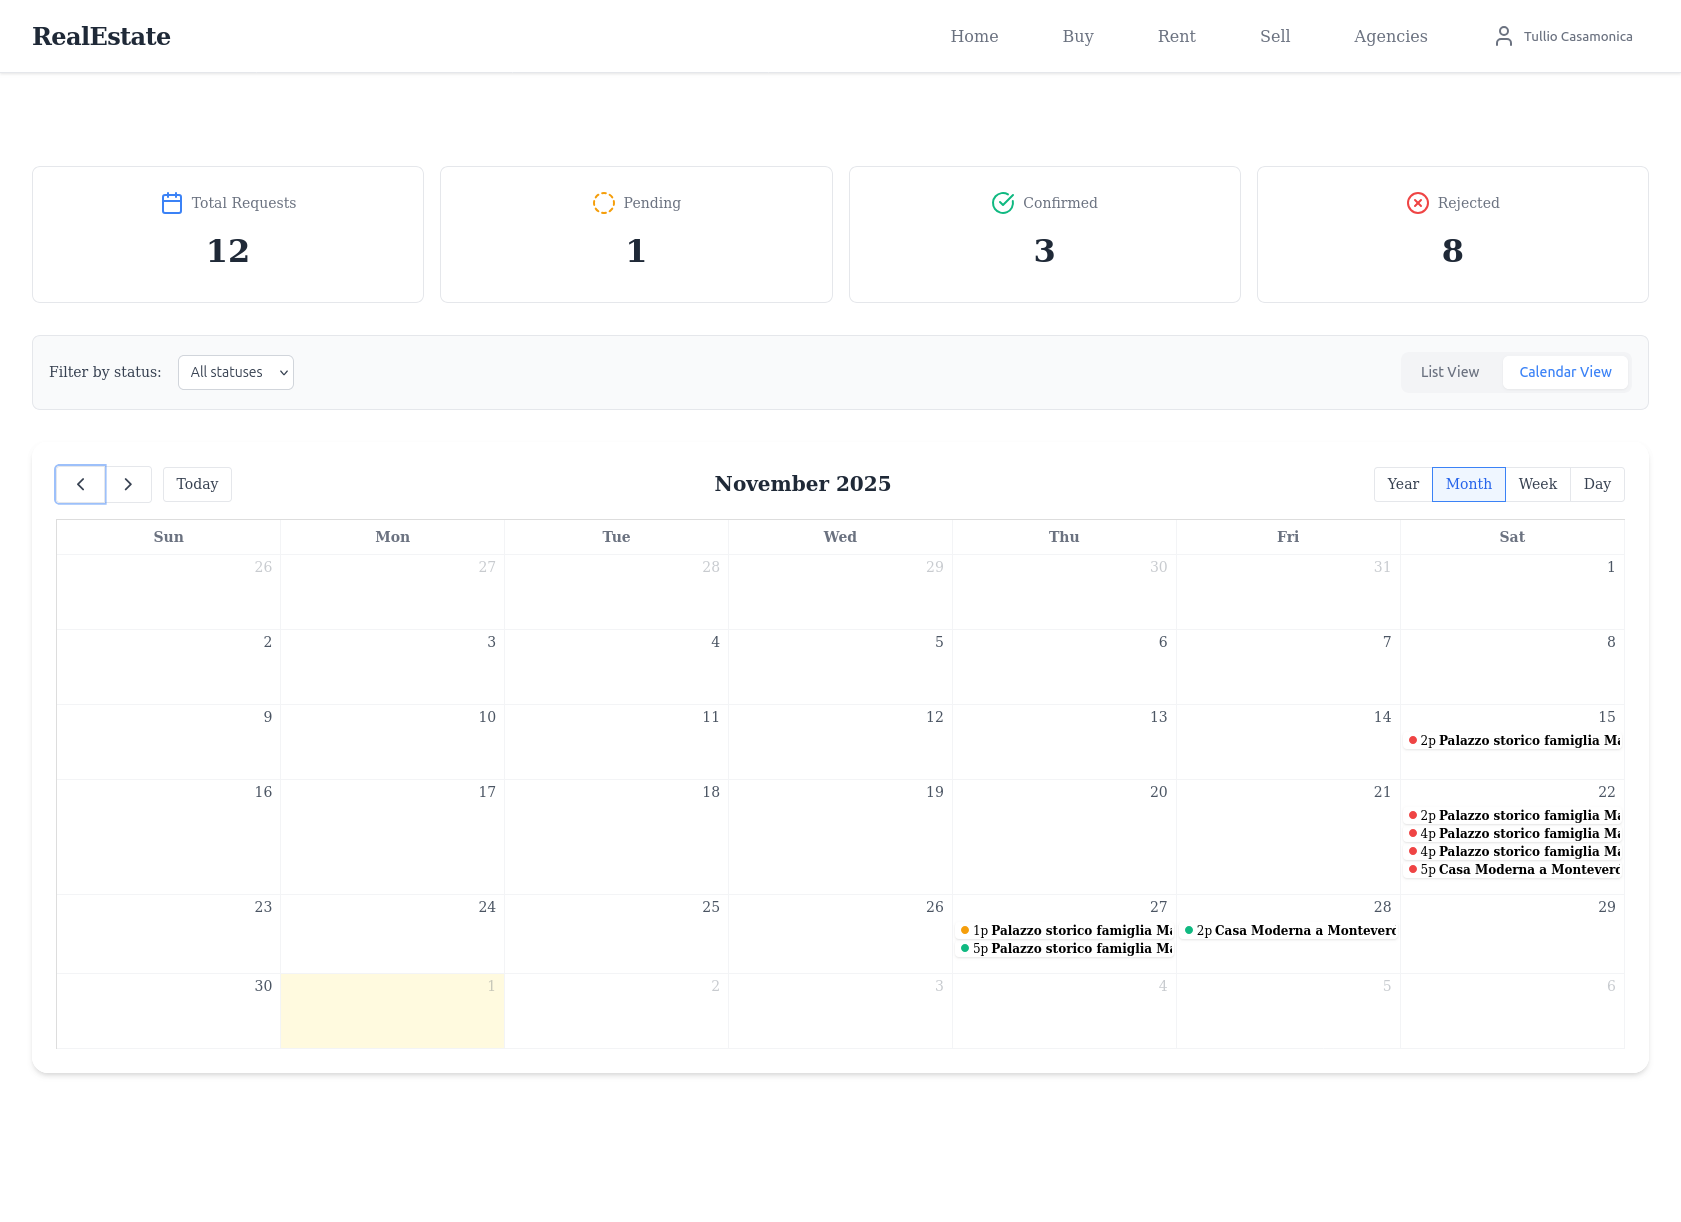 RealEstate
Home Buy Rent Sell Agencies Tullio Casamonica
Total Requests
12
Pending
1
Confirmed
3
Rejected
8
Filter by status: All statuses List View Calendar View
Today November 2025 Year Month Week Day
Sun Mon Tue Wed Thu Fri Sat
26 27 28 29 30 31 1
2 3 4 5 6 7 8
9 10 11 12 13 14 15
2p Palazzo storico famiglia
16 17 18 19 20 21 22
2p Palazzo storico famiglia
4p Palazzo storico famiglia
4p Palazzo storico famiglia
5p Casa Moderna a
23 24 25 26 27 28 29
1p Palazzo storico famiglia
5p Palazzo storico famiglia
2p Casa Moderna a
30 1 2 3 4 5 6